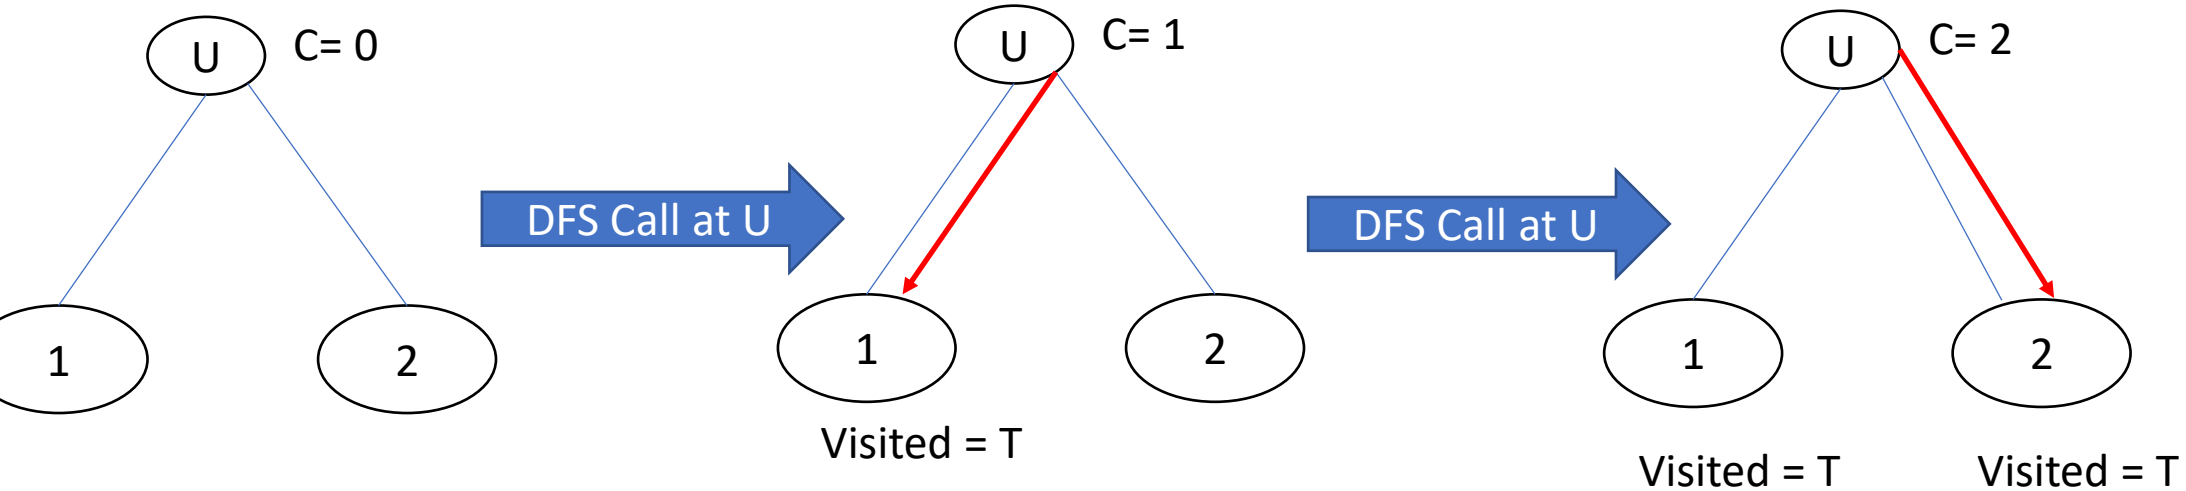 U
C= 0
1
2
DFS Call at U
U
C= 1
1
2
Visited = T
DFS Call at U
U
C= 2
1
2
Visited = T
Visited = T